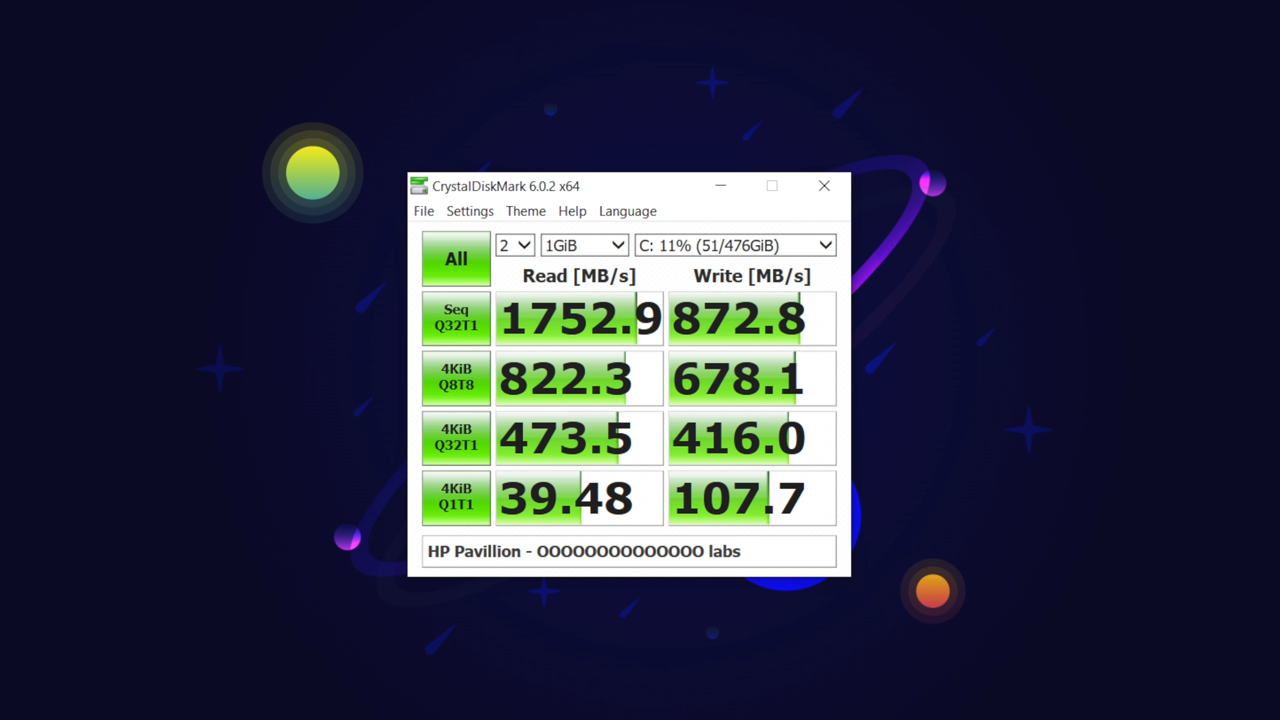 CrystalDiskMark 6.0.2 x64
File Settings Theme Help Language
All 2 1GiB C: 11% (51/476GiB)
Read [MB/s] Write [MB/s]
Seq Q32T1 1752.9 872.8
4KiB Q8T8 822.3 678.1
4KiB Q32T1 473.5 416.0
4KiB Q1T1 39.48 107.7
HP Pavillion - OOOOOOOOOOOOOO labs